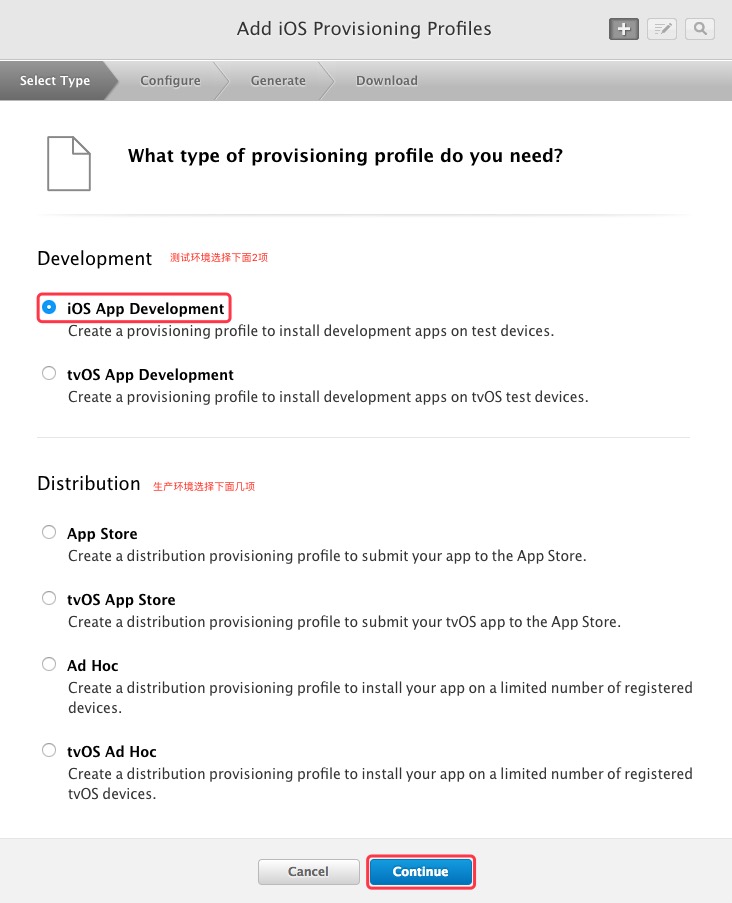 Add iOS Provisioning Profiles
Select Type
Configure
Generate
Download
What type of provisioning profile do you need?
Development 测试环境选择下面2项
iOS App Development
Create a provisioning profile to install development apps on test devices.
tvOS App Development
Create a provisioning profile to install development apps on tvOS test devices.
Distribution 生产环境选择下面几项
App Store
Create a distribution provisioning profile to submit your app to the App Store.
tvOS App Store
Create a distribution provisioning profile to submit your tvOS app to the App Store.
Ad Hoc
Create a distribution provisioning profile to install your app on a limited number of registered
devices.
tvOS Ad Hoc
Create a distribution provisioning profile to install your app on a limited number of registered
tvOS devices.
Cancel
Continue